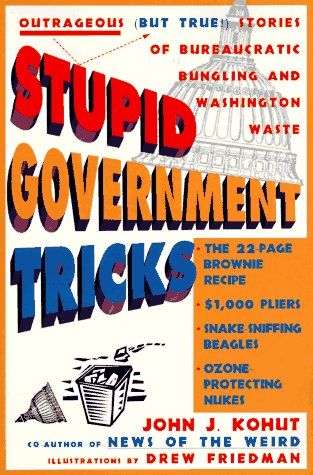 OUTRAGEOUS (BUT TRUE!) STORIES
OF BUREAUCRATIC
BUNGLING AND
WASHINGTON
WASTE
STUPID
GOVERNMENT
TRICKS
• THE 22-PAGE
BROWNIE
RECIPE
• $1,000 PLIERS
• SNAKE-SNIFFING
BEAGLES
• OZONE-
PROTECTING
NUKES
JOHN J. KOHUT
CO AUTHOR OF NEWS OF THE WEIRD
ILLUSTRATIONS BY DREW FRIEDMAN